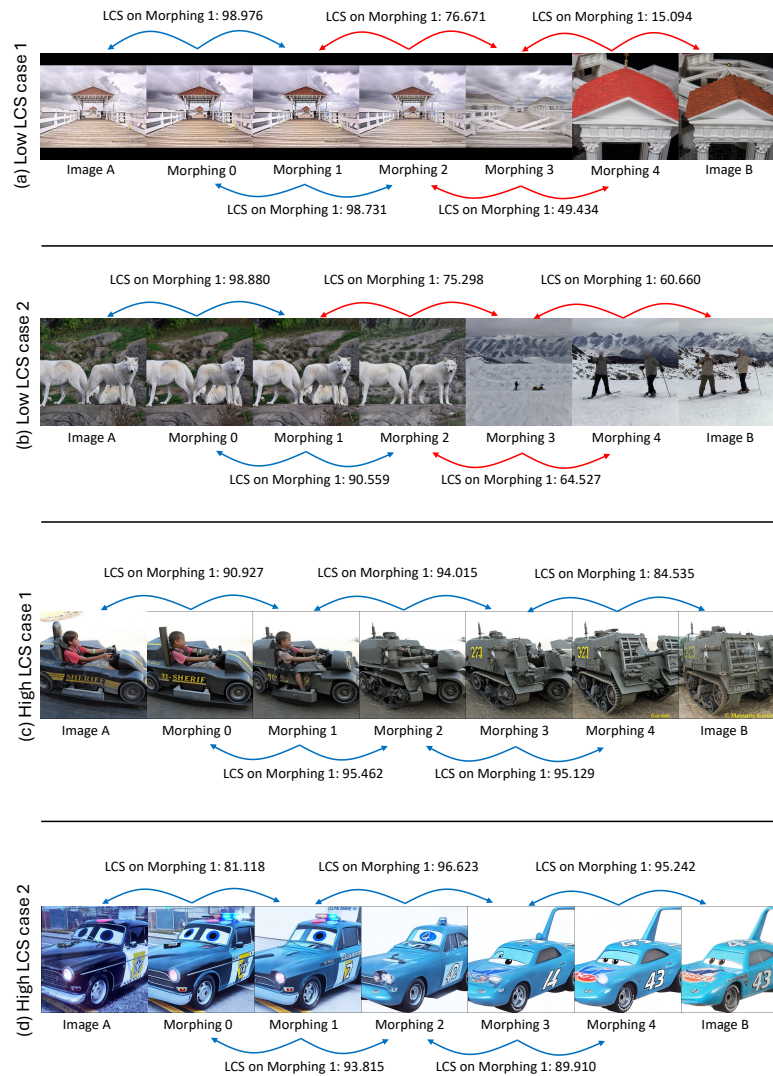 (a) Low LCS case 1
LCS on Morphing 1: 98.976
LCS on Morphing 1: 76.671
LCS on Morphing 1: 15.094
Image A
Morphing 0
Morphing 1
Morphing 2
Morphing 3
Morphing 4
Image B
LCS on Morphing 1: 98.731
LCS on Morphing 1: 49.434
(b) Low LCS case 2
LCS on Morphing 1: 98.880
LCS on Morphing 1: 75.298
LCS on Morphing 1: 60.660
Image A
Morphing 0
Morphing 1
Morphing 2
Morphing 3
Morphing 4
Image B
LCS on Morphing 1: 90.559
LCS on Morphing 1: 64.527
(c) High LCS case 1
LCS on Morphing 1: 90.927
LCS on Morphing 1: 94.015
LCS on Morphing 1: 84.535
SHERIFF
SHERIF
273
Image A
Morphing 0
Morphing 1
Morphing 2
Morphing 3
Morphing 4
Image B
LCS on Morphing 1: 95.462
LCS on Morphing 1: 95.129
(d) High LCS case 2
LCS on Morphing 1: 81.118
LCS on Morphing 1: 96.623
LCS on Morphing 1: 95.242
14
43
43
Image A
Morphing 0
Morphing 1
Morphing 2
Morphing 3
Morphing 4
Image B
LCS on Morphing 1: 93.815
LCS on Morphing 1: 89.910